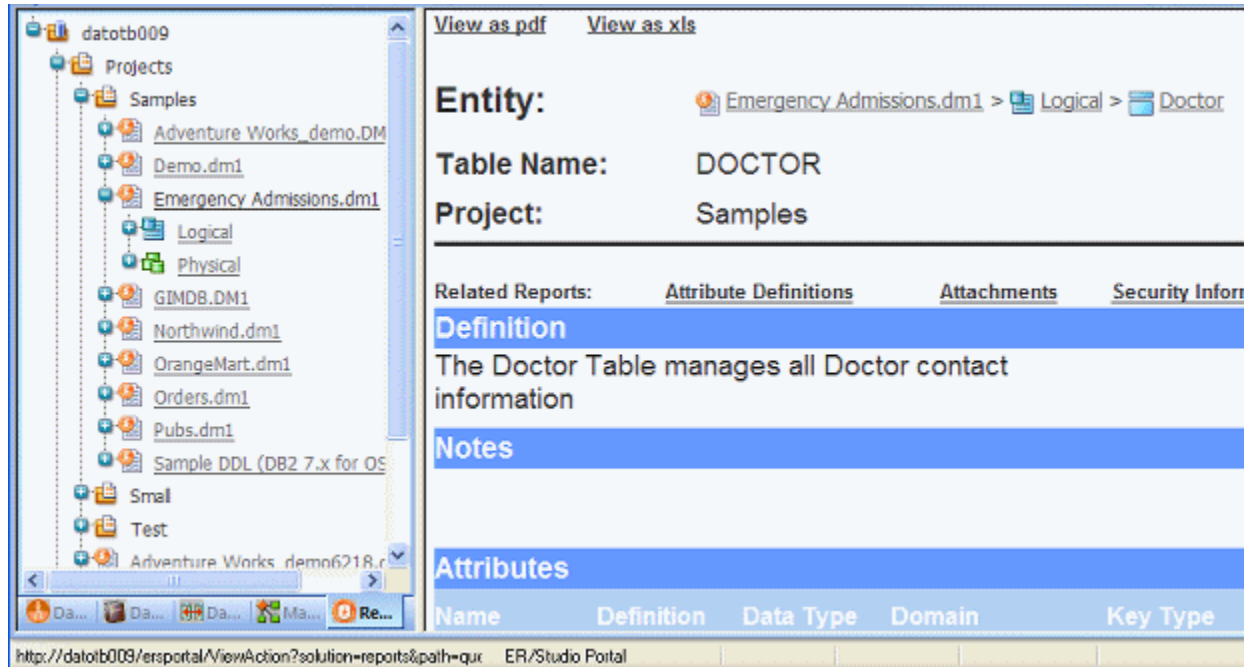 datotb009
Projects
Samples
Adventure Works_demo.DM
Demo.dm1
Emergency Admissions.dm1
Logical
Physical
GIMDB.DM1
Northwind.dm1
OrangeMart.dm1
Orders.dm1
Pubs.dm1
Sample DDL (DB2 7.x for OS
Small
Test
Adventure Works_demo6218.
Da... Da... Da... Ma... Re...
View as pdf View as xls
Entity: Emergency Admissions.dm1 > Logical > Doctor
Table Name: DOCTOR
Project: Samples
Related Reports: Attribute Definitions Attachments Security Inform
Definition
The Doctor Table manages all Doctor contact
information
Notes
Attributes
Name Definition Data Type Domain Key Type
http://datotb009/ersportal/ViewAction?solution=reports&path=que ER/Studio Portal